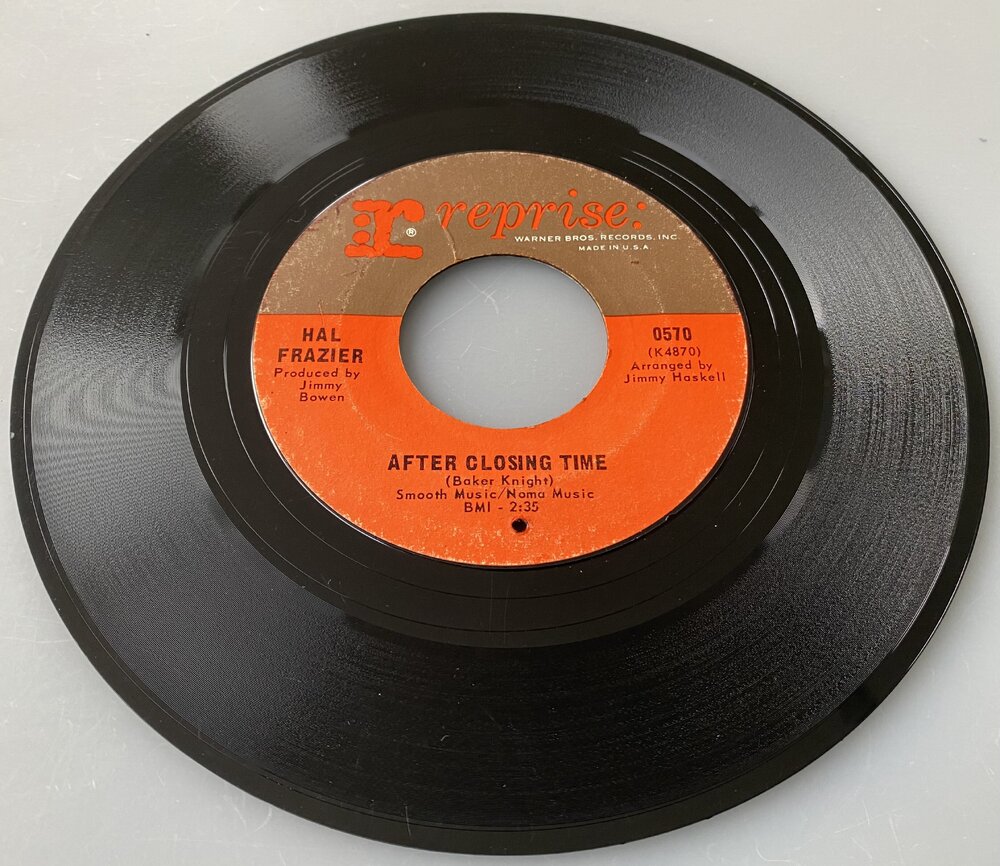 r: ® reprise:
WARNER BROS. RECORDS, INC.
MADE IN U.S.A.
HAL
FRAZIER
Produced by
Jimmy
Bowen
0570
(K4870)
Arranged by
Jimmy Haskell
AFTER CLOSING TIME
(Baker Knight)
Smooth Music/Noma Music
BMI - 2:35